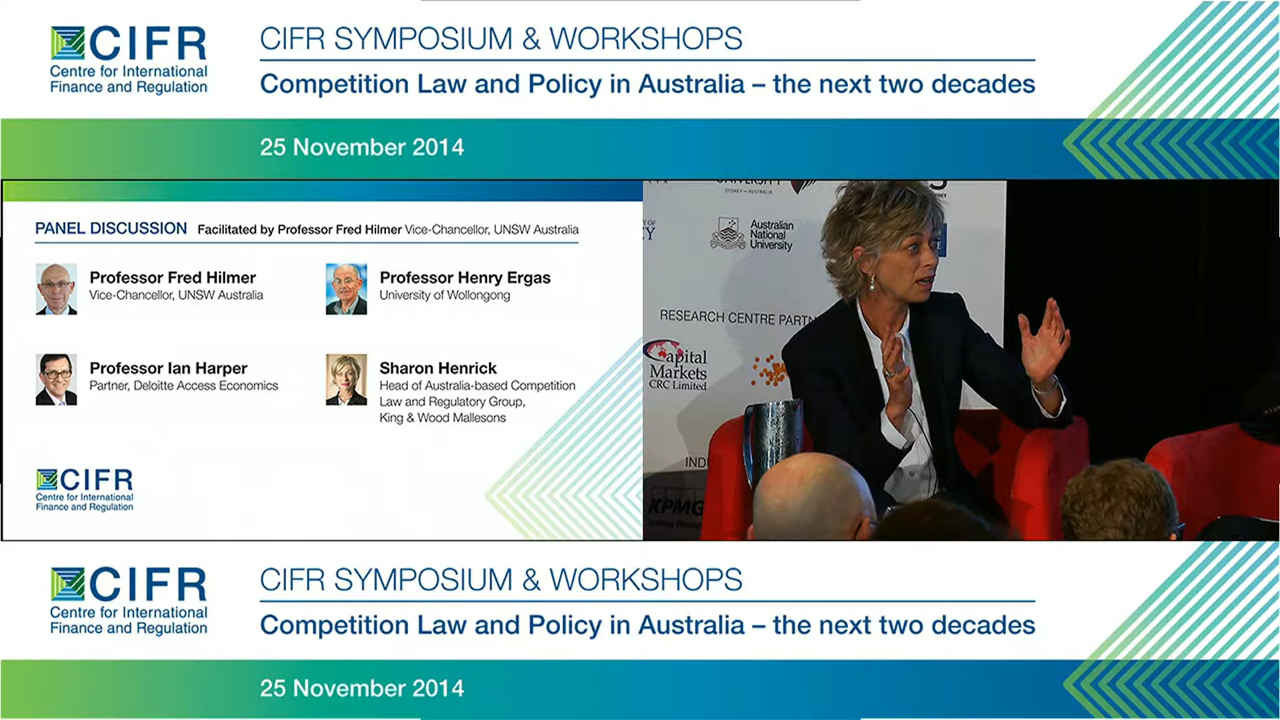 CIFR
Centre for International
Finance and Regulation
CIFR SYMPOSIUM & WORKSHOPS
Competition Law and Policy in Australia – the next two decades
25 November 2014
PANEL DISCUSSION Facilitated by Professor Fred Hilmer Vice-Chancellor, UNSW Australia
Professor Fred Hilmer
Vice-Chancellor, UNSW Australia
Professor Henry Ergas
University of Wollongong
Professor Ian Harper
Partner, Deloitte Access Economics
Sharon Henrick
Head of Australia-based Competition
Law and Regulatory Group,
King & Wood Mallesons
CIFR
Centre for International
Finance and Regulation
SYDNEY – AUSTRALIA
Australian
National
University
RESEARCH CENTRE PARTN
Capital
Markets
CRC Limited
IND
KPMG
CIFR
Centre for International
Finance and Regulation
CIFR SYMPOSIUM & WORKSHOPS
Competition Law and Policy in Australia – the next two decades
25 November 2014